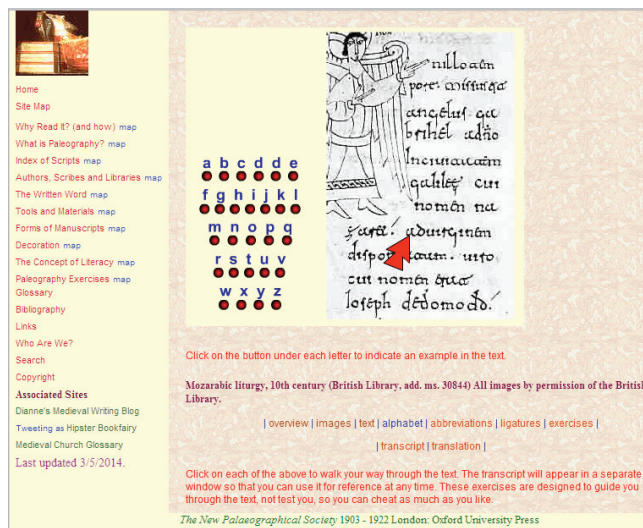 Home
Site Map
Why Read It? (and how) map
What is Paleography? map
Index of Scripts map
Authors, Scribes and Libraries map
The Written Word map
Tools and Materials map
Forms of Manuscripts map
Decoration map
The Concept of Literacy map
Paleography Exercises map
Glossary
Bibliography
Links
Who Are We?
Search
Copyright
Associated Sites
Dianne's Medieval Writing Blog
Tweeting as Hipster Bookfairy
Medieval Church Glossary
Last updated 3/5/2014.
a b c d d e
f g h i j k l
m n o p q
r s t u v
w x y z
nillo
pore. missus
angelus ga
brihel adño
galileę cui
nomen na
aduirginem
uiro
cui nomen
Ioseph dedomo dd.
Click on the button under each letter to indicate an example in the text.
Mozarabic liturgy, 10th century (British Library, add. ms. 30844) All images by permission of the British
Library.
| overview | images | text | alphabet | abbreviations | ligatures | exercises |
| transcript | translation |
Click on each of the above to walk your way through the text. The transcript will appear in a separate
window so that you can use it for reference at any time. These exercises are designed to guide you
through the text, not test you, so you can cheat as much as you like.
The New Palaeographical Society 1903 - 1922 London: Oxford University Press